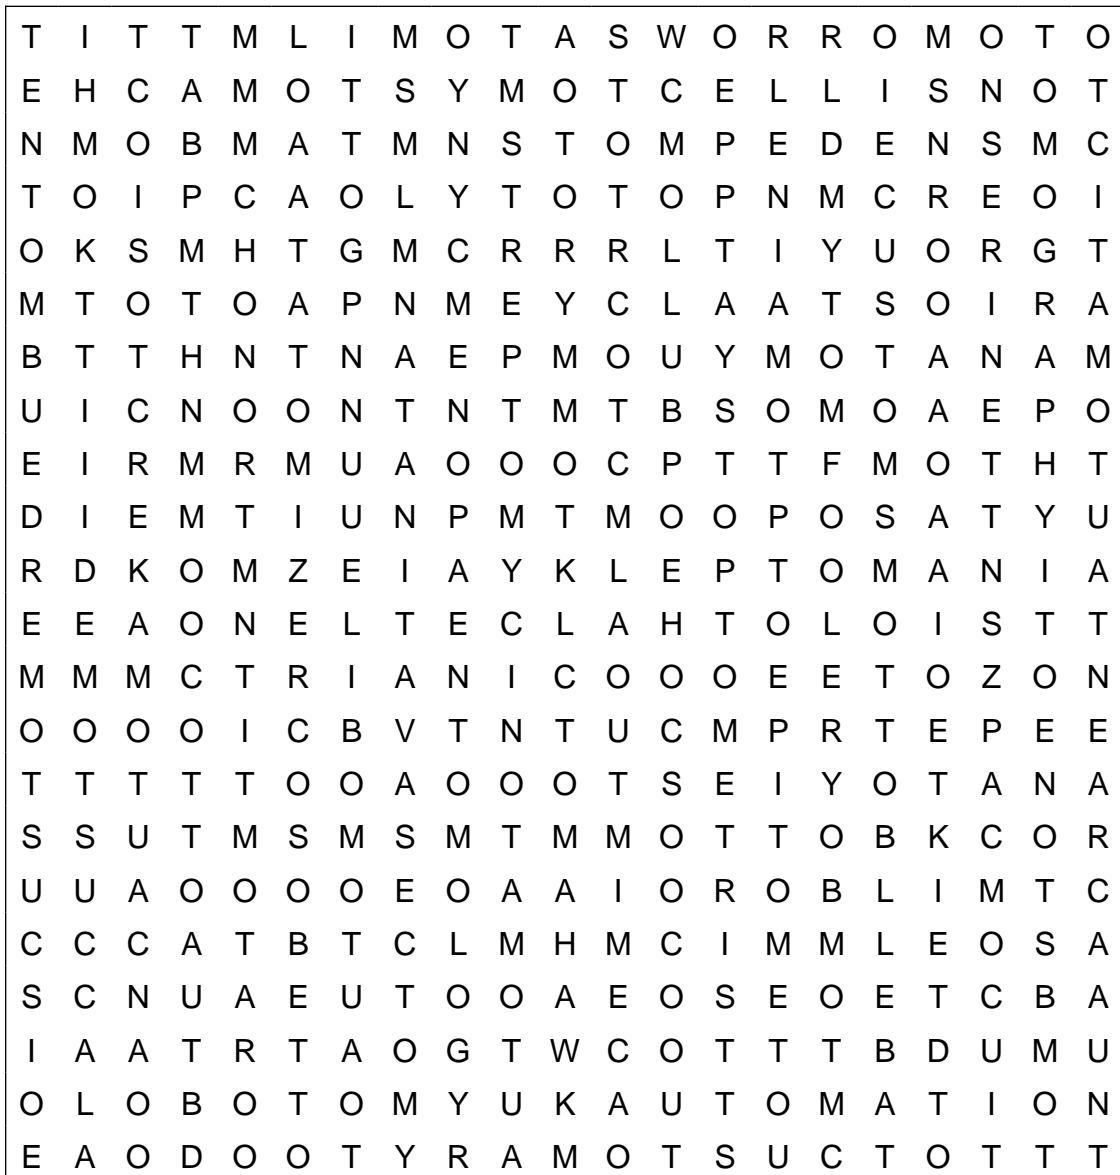 T I T T M L I M O T A S W O R R O M O T O
E H C A M O T S Y M O T C E L L I S N O T
N M O B M A T M N S T O M P E D E N S M C
T O I P C A O L Y T O T O P N M C R E O I
O K S M H T G M C R R R L T I Y U O R G T
M T O T O A P N M E Y C L A A T S O I R A
B T T H N T N A E P M O U Y M O T A N A M
U I C N O O N T N T M T B S O M O A E P O
E I R M R M U A O O O C P T T F M O T H T
D I E M T I U N P M T M O O P O S A T Y U
R D K O M Z E I A Y K L E P T O M A N I A
E E A O N E L T E C L A H T O L O I S T T
M M M C T R I A N I C O O O E E T O Z O N
O O O O I C B V T N T U C M P R T E P E E
T T T T T O O A O O O T S E I Y O T A N A
S S U T M S M S M T M M O T T O B K C O R
U U A O O O O E O A A I O R O B L I M T C
C C C A T B T C L M H M C I M M L E O S A
S C N U A E U T O O A E O S E O E T C B A
I A A T R T A O G T W C O T T T B D U M U
O L O B O T O M Y U K A U T O M A T I O N
E A O D O O T Y R A M O T S U C T O T T T